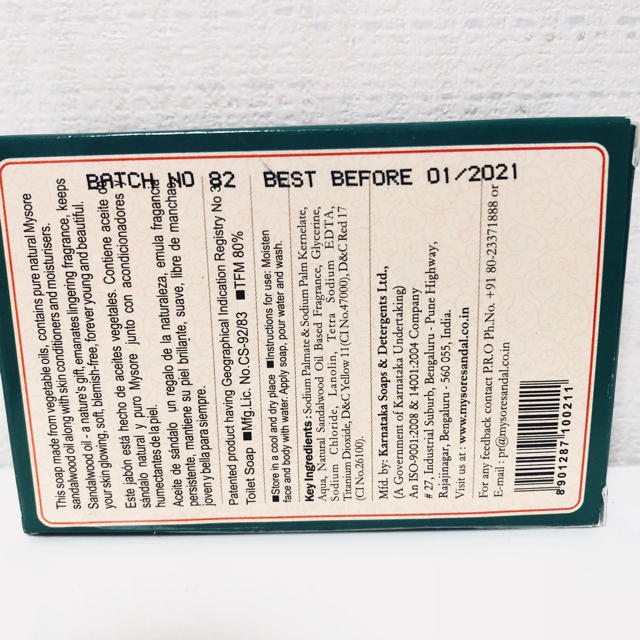 BATCH NO 82 BEST BEFORE 01/2021
This soap made from vegetable oils, contains pure natural Mysore
sandalwood oil along with skin conditioners and moisturisers.
Sandalwood oil - a nature's gift, emanates lingering fragrance, keeps
your skin glowing, soft, blemish-free, forever young and beautiful.
Este jabón está hecho de aceites vegetales. Contiene aceite de
sándalo natural y puro Mysore junto con acondicionadores y
humectantes de la piel.
Aceite de sándalo un regalo de la naturaleza, emula fragancia
persistente, mantiene su piel brillante, suave, libre de manchas,
joven y bella para siempre.
Patented product having Geographical Indication Registry No
Toilet Soap ■Mfg.Lic. No.CS-92/83 ■TFM 80%
■Store in a cool and dry place ■Instructions for use: Moisten
face and body with water. Apply soap, pour water and wash.
Key Ingredients : Sodium Palmate & Sodium Palm Kernelate,
Aqua, Natural Sandalwood Oil Based Fragrance, Glycerine,
Sodium Chloride, Lanolin, Tetra Sodium EDTA,
Titanium Dioxide, D&C Yellow 11(CI No.47000), D&C Red 17
(CI No.26100).
Mfd. by: Karnataka Soaps & Detergents Ltd.,
(A Government of Karnataka Undertaking)
An ISO-9001:2008 & 14001:2004 Company
# 27, Industrial Suburb, Bengaluru - Pune Highway,
Rajajinagar, Bengaluru - 560 055, India.
Visit us at : www.mysoresandal.co.in
For any feedback contact P.R.O Ph.No. +91 80-23371888 or
E-mail : pr@mysoresandal.co.in
8 901287 100211